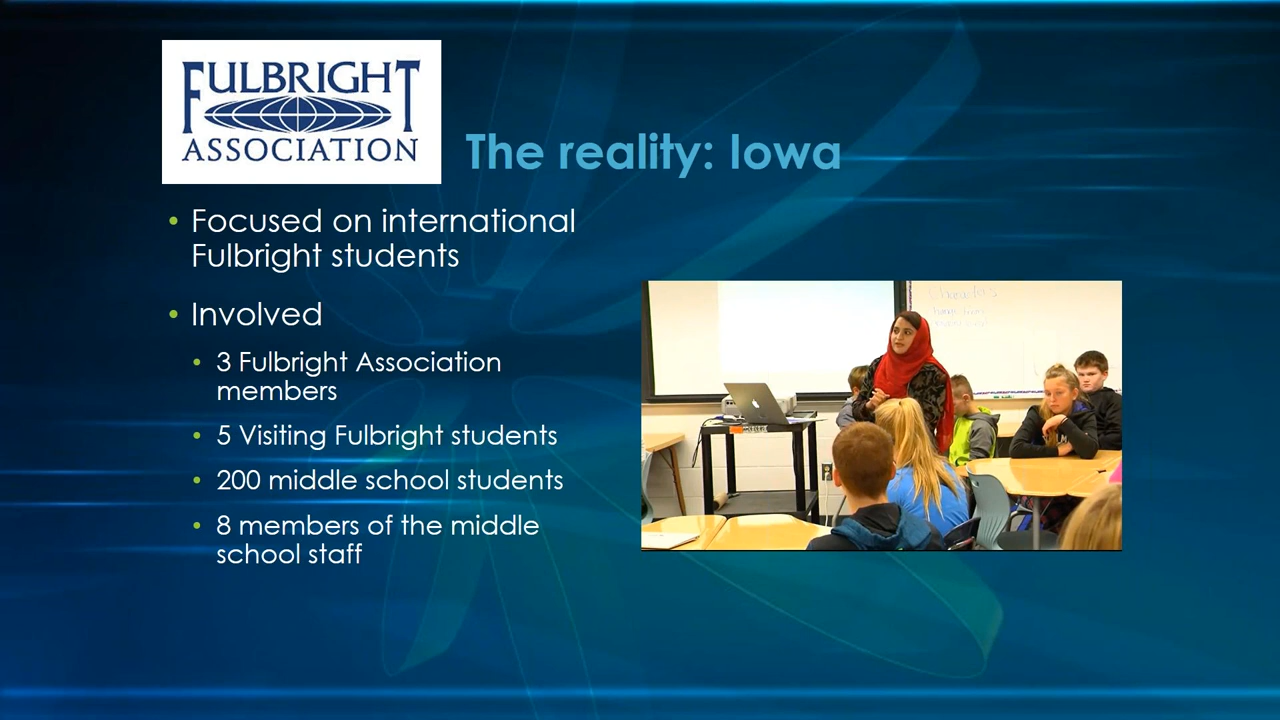 FULBRIGHT
ASSOCIATION
The reality: Iowa
• Focused on international
Fulbright students
• Involved
• 3 Fulbright Association
members
• 5 Visiting Fulbright students
• 200 middle school students
• 8 members of the middle
school staff